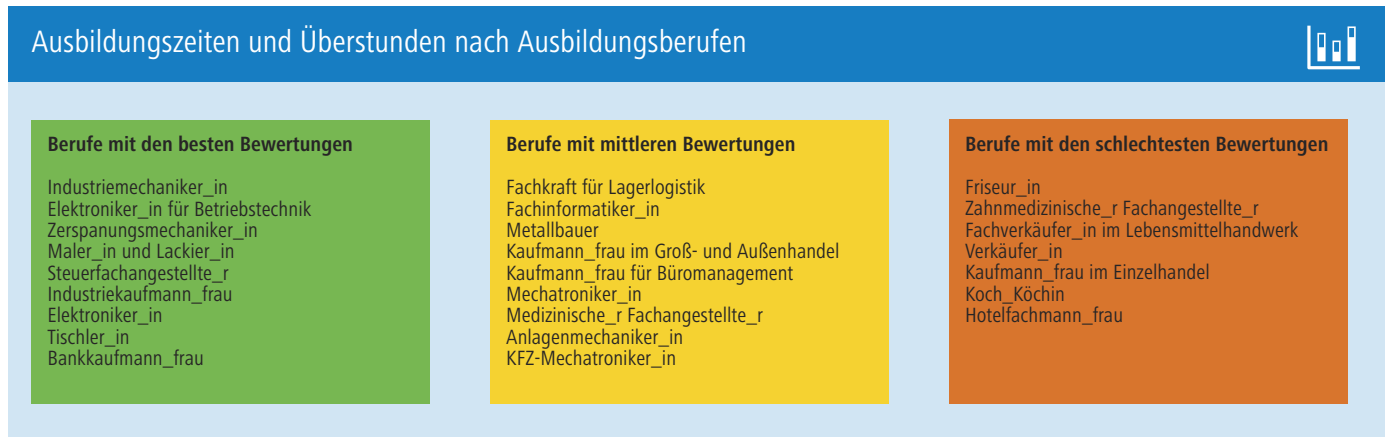 Ausbildungszeiten und Überstunden nach Ausbildungsberufen
Berufe mit den besten Bewertungen
Industriemechaniker_in
Elektroniker_in für Betriebstechnik
Zerspanungsmechaniker_in
Maler_in und Lackier_in
Steuerfachangestellte_r
Industriekaufmann_frau
Elektroniker_in
Tischler_in
Bankkaufmann_frau
Berufe mit mittleren Bewertungen
Fachkraft für Lagerlogistik
Fachinformatiker_in
Metallbauer
Kaufmann_frau im Groß- und Außenhandel
Kaufmann_frau für Büromanagement
Mechatroniker_in
Medizinische_r Fachangestellte_r
Anlagenmechaniker_in
KFZ-Mechatroniker_in
Berufe mit den schlechtesten Bewertungen
Friseur_in
Zahnmedizinische_r Fachangestellte_r
Fachverkäufer_in im Lebensmittelhandwerk
Verkäufer_in
Kaufmann_frau im Einzelhandel
Koch_Köchin
Hotelfachmann_frau